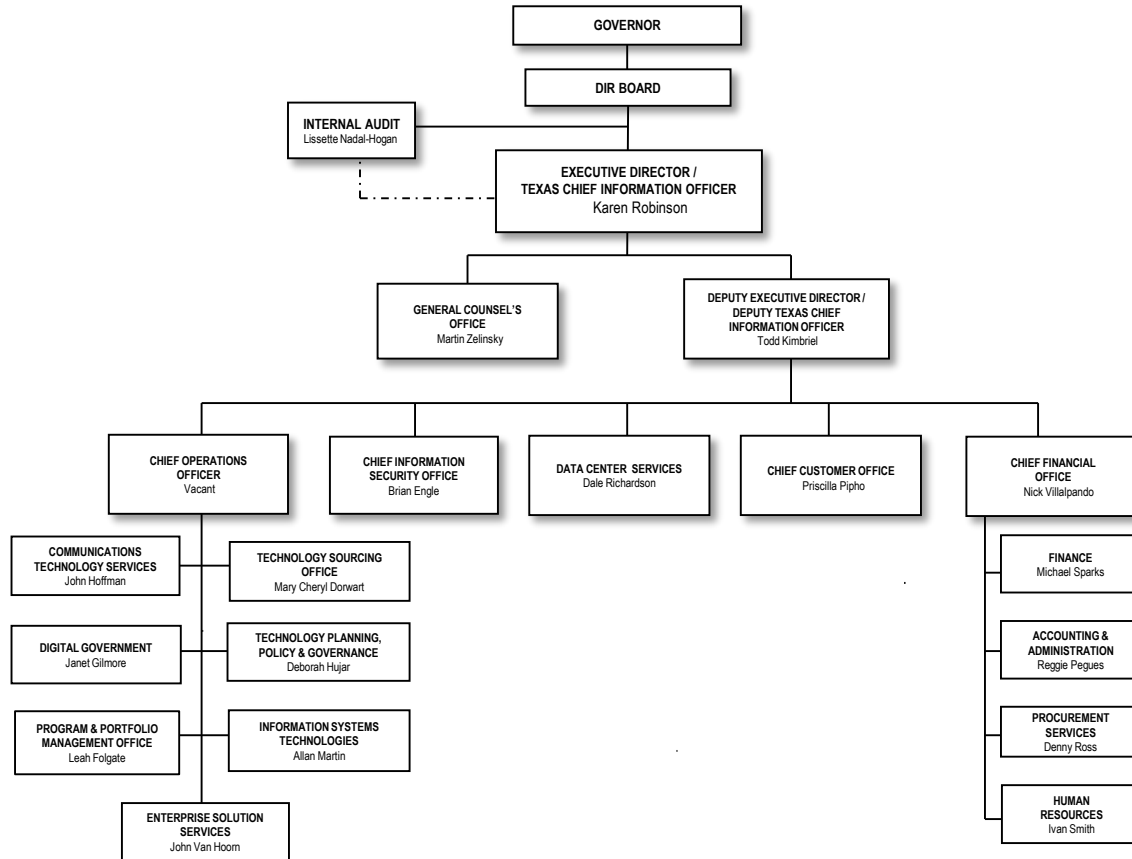 GOVERNOR
DIR BOARD
INTERNAL AUDIT
Lissette Nadal-Hogan
EXECUTIVE DIRECTOR /
TEXAS CHIEF INFORMATION OFFICER
Karen Robinson
GENERAL COUNSEL'S
OFFICE
Martin Zelinsky
DEPUTY EXECUTIVE DIRECTOR /
DEPUTY TEXAS CHIEF
INFORMATION OFFICER
Todd Kimbriel
CHIEF OPERATIONS
OFFICER
Vacant
CHIEF INFORMATION
SECURITY OFFICE
Brian Engle
DATA CENTER SERVICES
Dale Richardson
CHIEF CUSTOMER OFFICE
Priscilla Pipho
CHIEF FINANCIAL
OFFICE
Nick Villalpando
COMMUNICATIONS
TECHNOLOGY SERVICES
John Hoffman
TECHNOLOGY SOURCING
OFFICE
Mary Cheryl Dorwart
FINANCE
Michael Sparks
DIGITAL GOVERNMENT
Janet Gilmore
TECHNOLOGY PLANNING,
POLICY & GOVERNANCE
Deborah Hujar
ACCOUNTING &
ADMINISTRATION
Reggie Pegues
PROGRAM & PORTFOLIO
MANAGEMENT OFFICE
Leah Folgate
INFORMATION SYSTEMS
TECHNOLOGIES
Allan Martin
PROCUREMENT
SERVICES
Denny Ross
ENTERPRISE SOLUTION
SERVICES
John Van Hoorn
HUMAN
RESOURCES
Ivan Smith